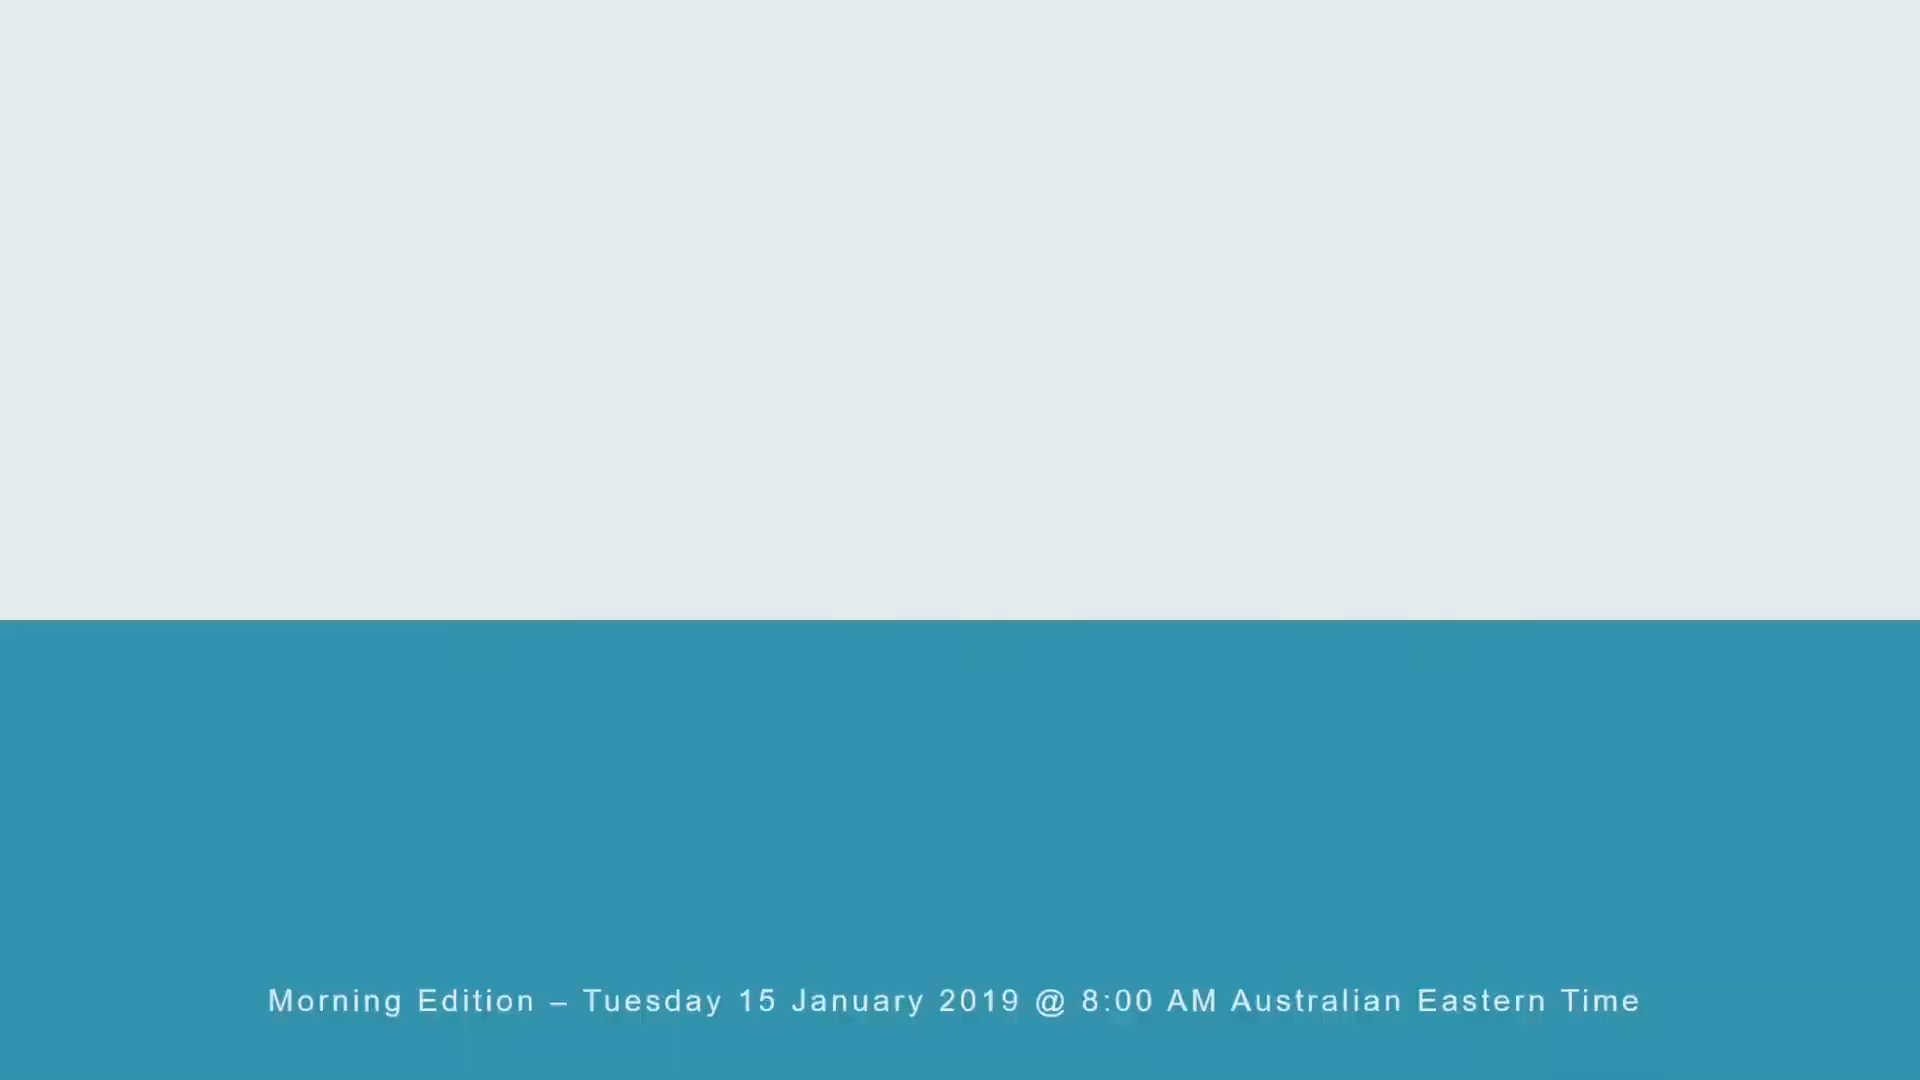 Morning Edition – Tuesday 15 January 2019 @ 8:00 AM Australian Eastern Time